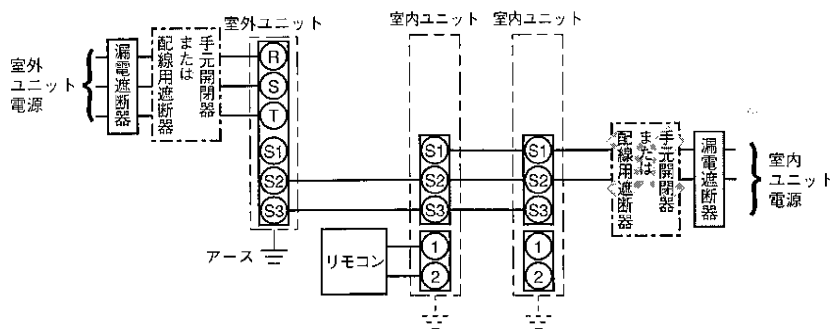 室外
ユニット
電源
漏電遮断器
手元開閉器
または
配線用遮断器
室外ユニット
R
S
T
S1
S2
S3
アース
リモコン
室内ユニット
S1
S2
S3
1
2
室内ユニット
S1
S2
S3
1
2
手元開閉器
または
配線用遮断器
漏電遮断器
室内
ユニット
電源